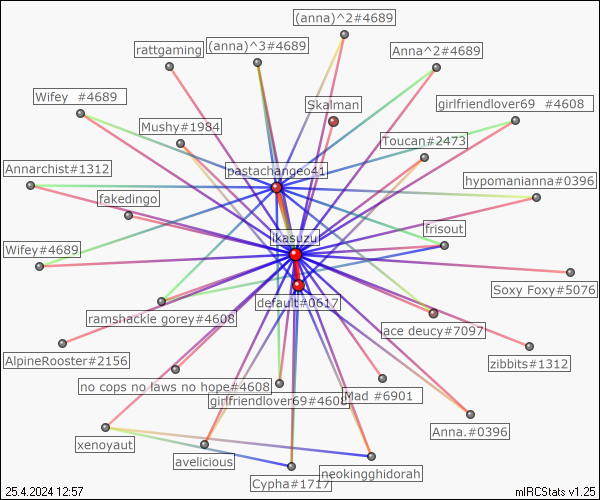 (anna)^2#4689
rattgaming
(anna)^3#4689
Anna^2#4689
Wifey  #4689
Skalman
girlfriendlover69  #4608
Mushy#1984
Toucan#2473
Annarchist#1312
pastachangeo41
hypomanianna#0396
fakedingo
frisout
ikasuzu
Wifey#4689
Soxy Foxy#5076
default#0617
ramshackle gorey#4608
ace deucy#7097
AlpineRooster#2156
zibbits#1312
no cops no laws no hope#4608
girlfriendlover69#4608
Mad #6901
Anna.#0396
xenoyaut
avelicious
neokingghidorah
Cypha#1717
25.4.2024 12:57
mIRCStats v1.25